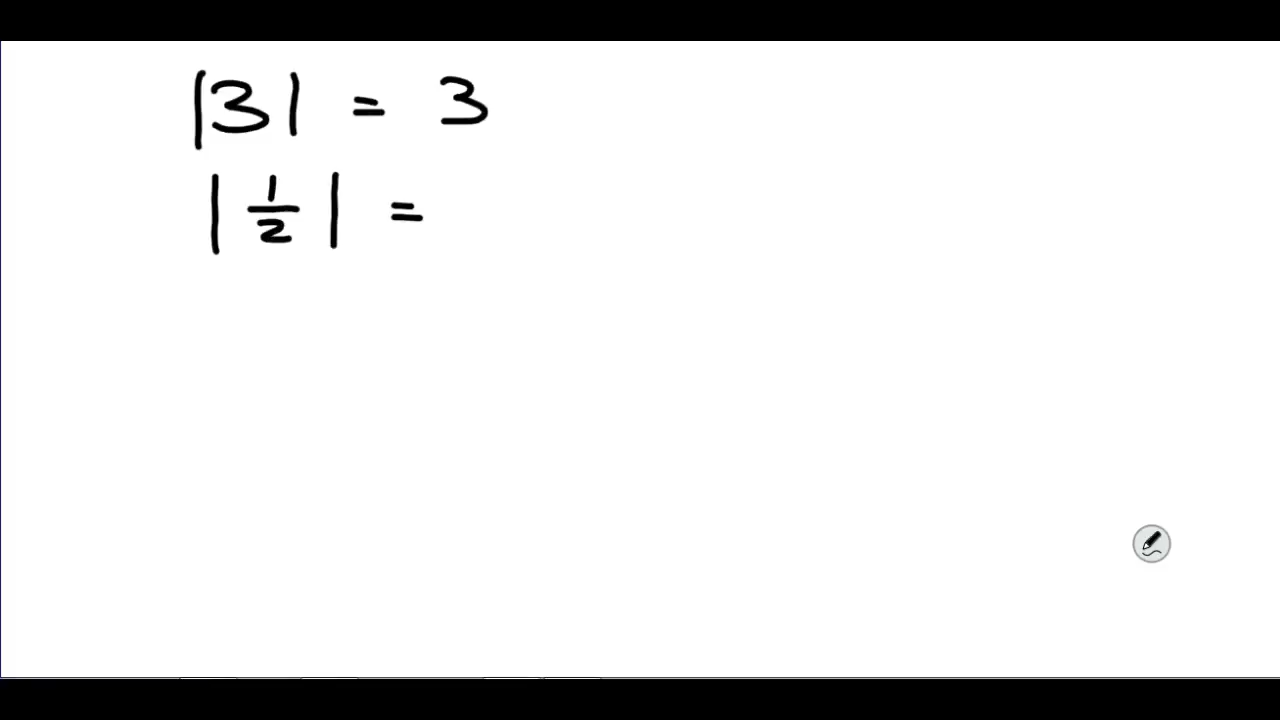 |3| = 3
|1/2| =